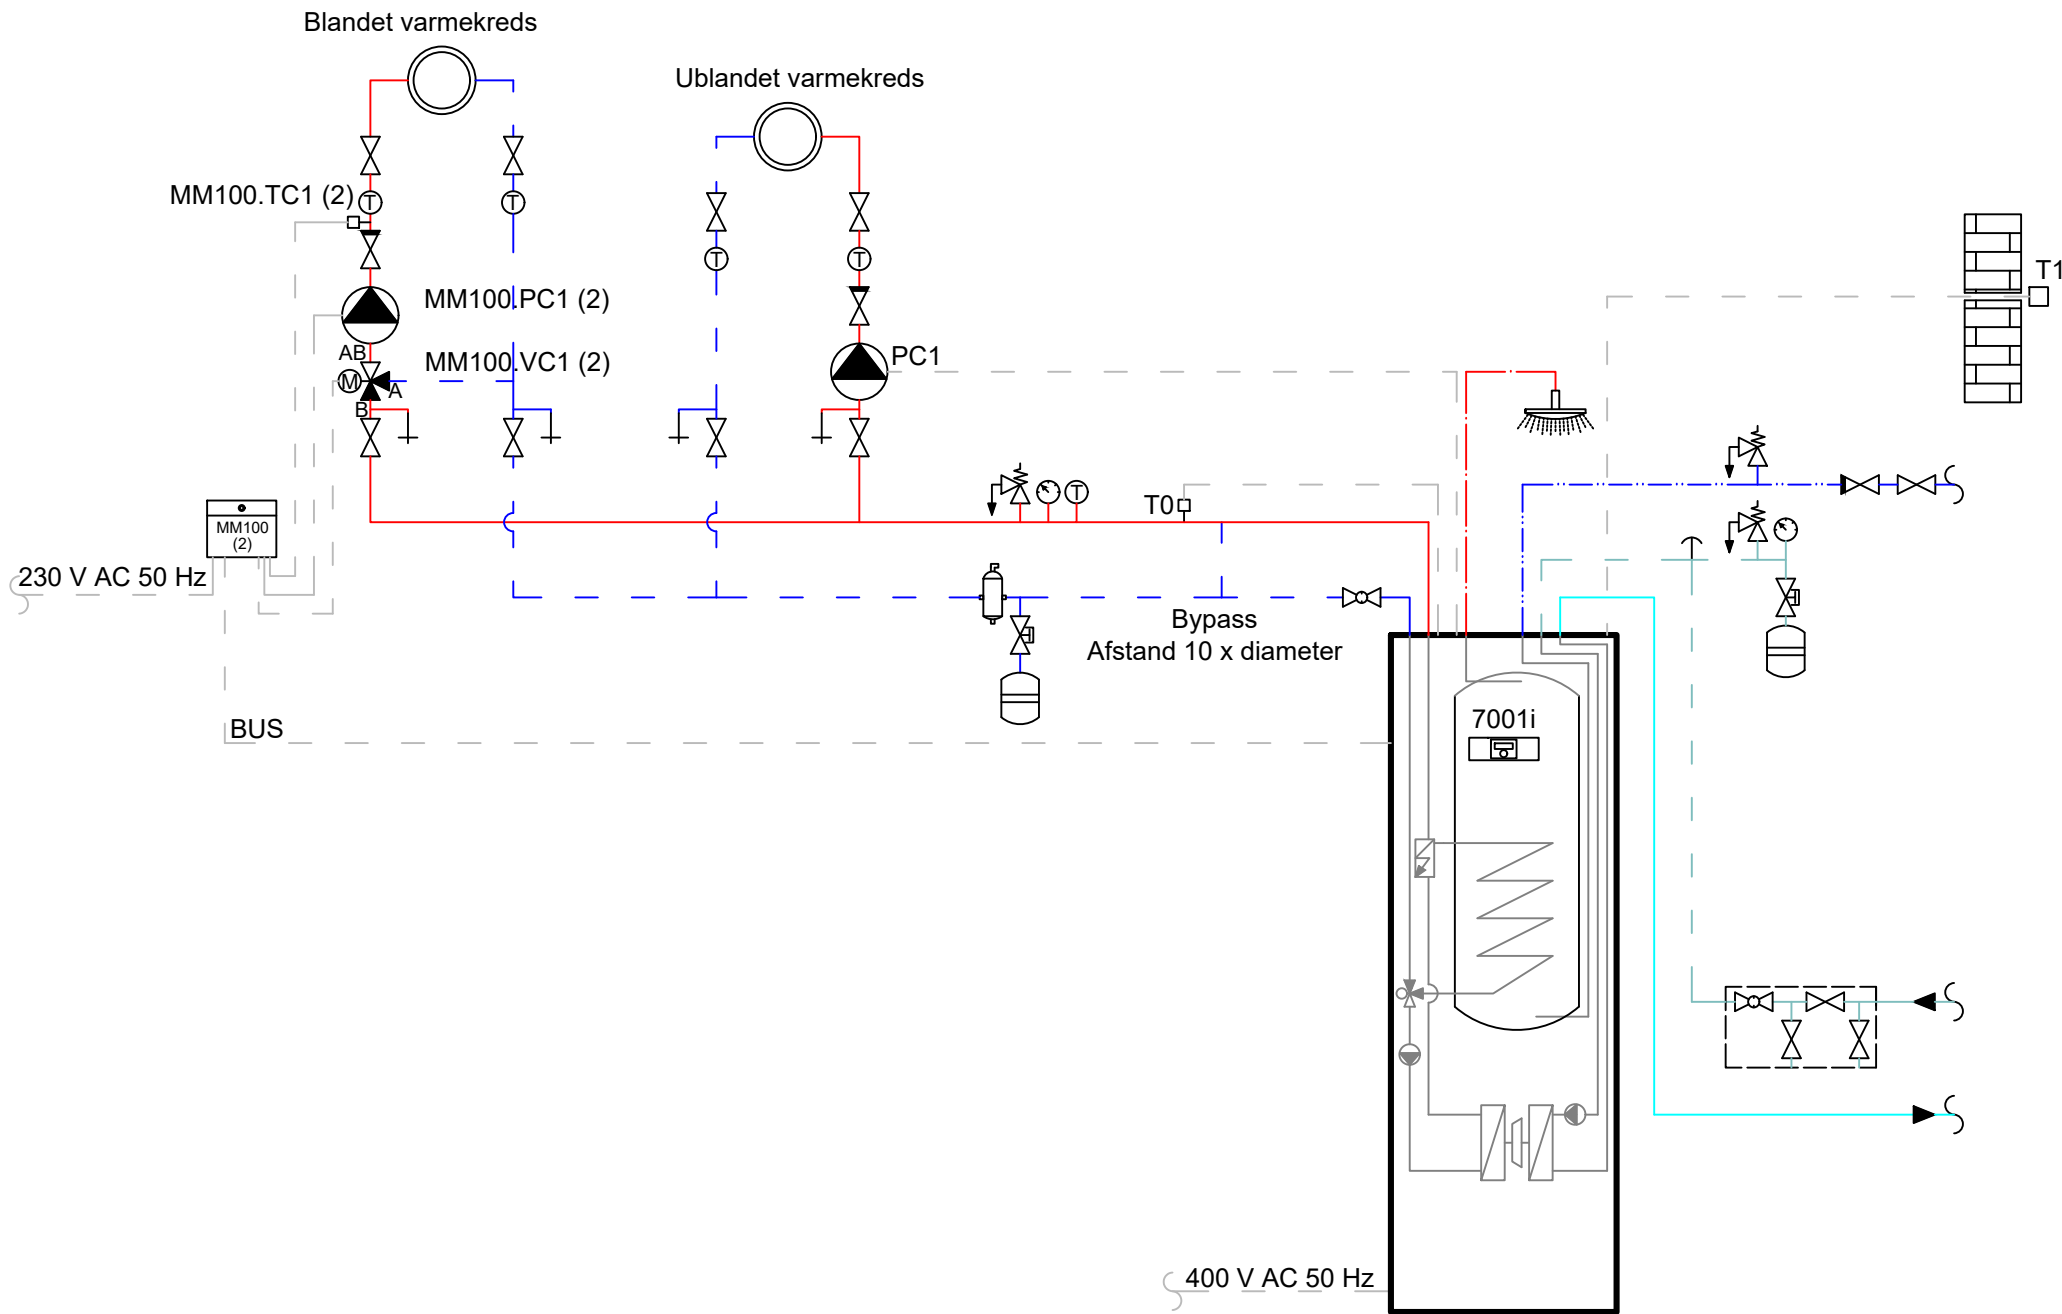 Blandet varmekreds
Ublandet varmekreds
MM100.TC1 (2)
T
T
T
T
T1
MM100.PC1 (2)
AB
MM100.VC1 (2)
PC1
M
A
B
T
T0
MM100
(2)
230 V AC 50 Hz
Bypass
Afstand 10 x diameter
7001i
BUS
400 V AC 50 Hz